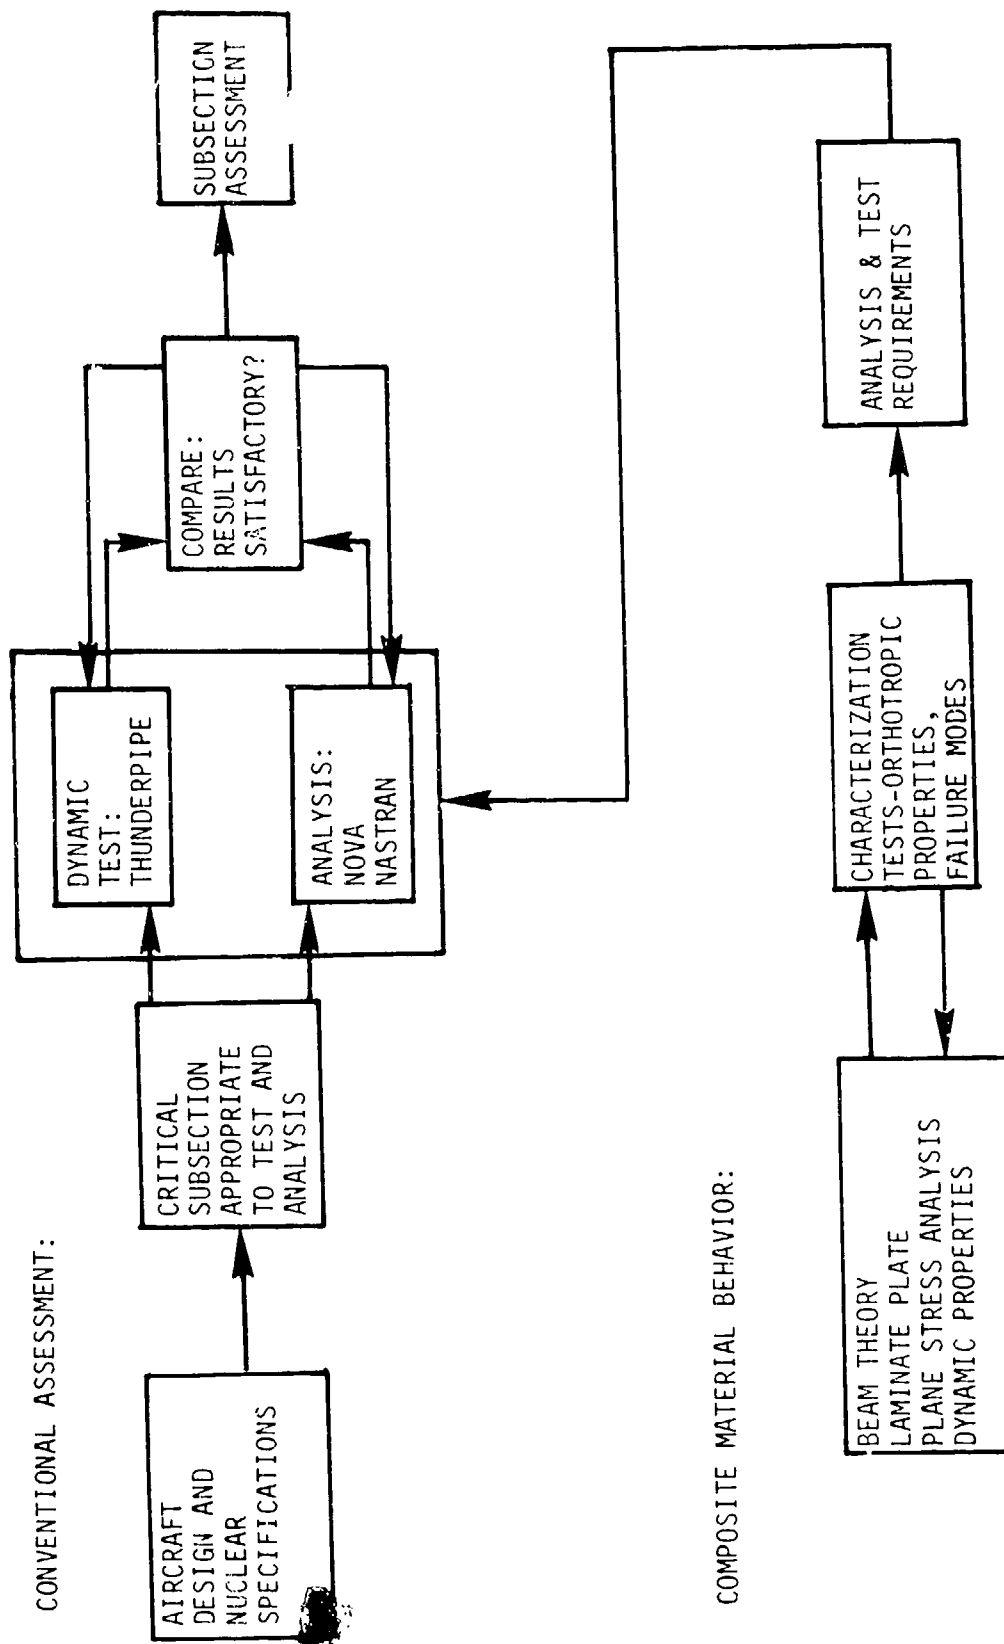 CONVENTIONAL ASSESSMENT:
AIRCRAFT
DESIGN AND
NUCLEAR
SPECIFICATIONS
CRITICAL
SUBSECTION
APPROPRIATE
TO TEST AND
ANALYSIS
DYNAMIC
TEST:
THUNDERPIPE
ANALYSIS:
NOVA
NASTRAN
COMPARE:
RESULTS
SATISFACTORY?
SUBSECTION
ASSESSMENT
COMPOSITE MATERIAL BEHAVIOR:
BEAM THEORY
LAMINATE PLATE
PLANE STRESS ANALYSIS
DYNAMIC PROPERTIES
CHARACTERIZATION
TESTS-ORTHOTROPIC
PROPERTIES,
FAILURE MODES
ANALYSIS & TEST
REQUIREMENTS